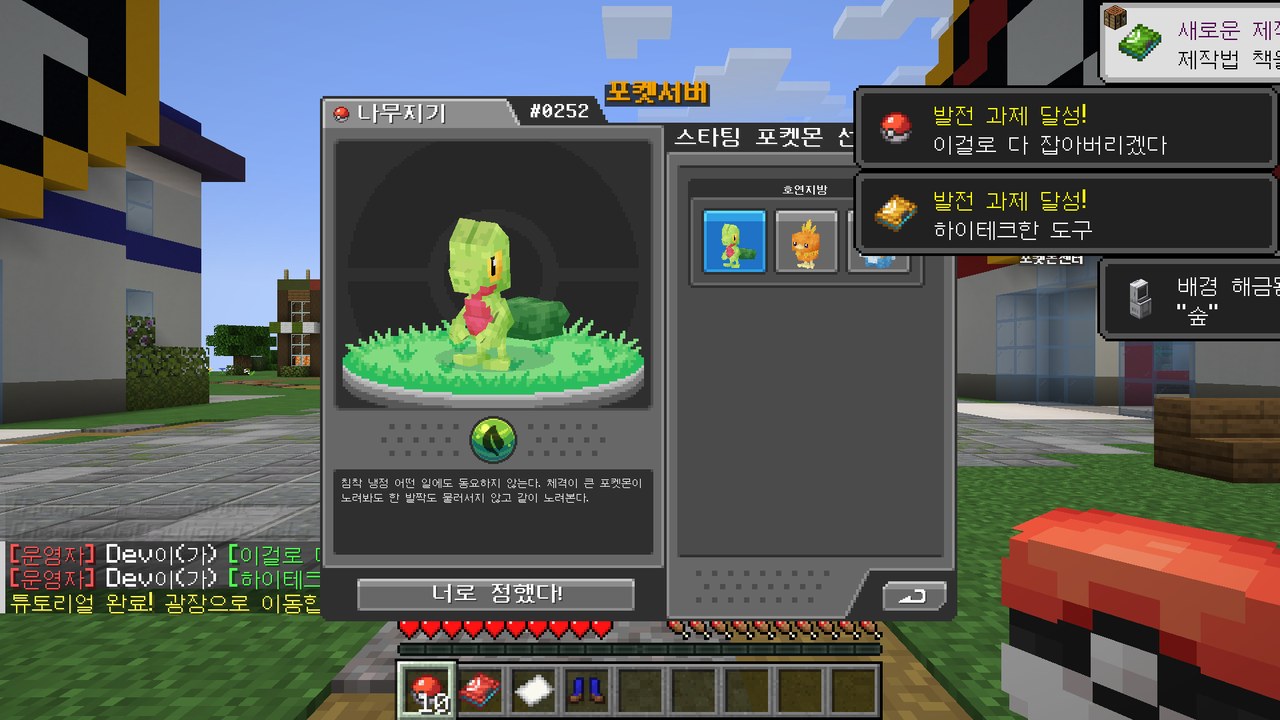 새로운 제작
제작법 책을
포켓서버
나무지기
#0252
스타팅 포켓몬 선
발전 과제 달성!
이걸로 다 잡아버리겠다
호연지방
발전 과제 달성!
하이테크한 도구
포켓몬센터
배경 해금됨
"숲"
침착 냉정 어떤 일에도 동요하지 않는다. 체격이 큰 포켓몬이
노려봐도 한 발짝도 물러서지 않고 같이 노려본다.
[운영자] Dev이(가) [이걸로 다
[운영자] Dev이(가) [하이테크
튜토리얼 완료! 광장으로 이동한
너로 정했다!
10